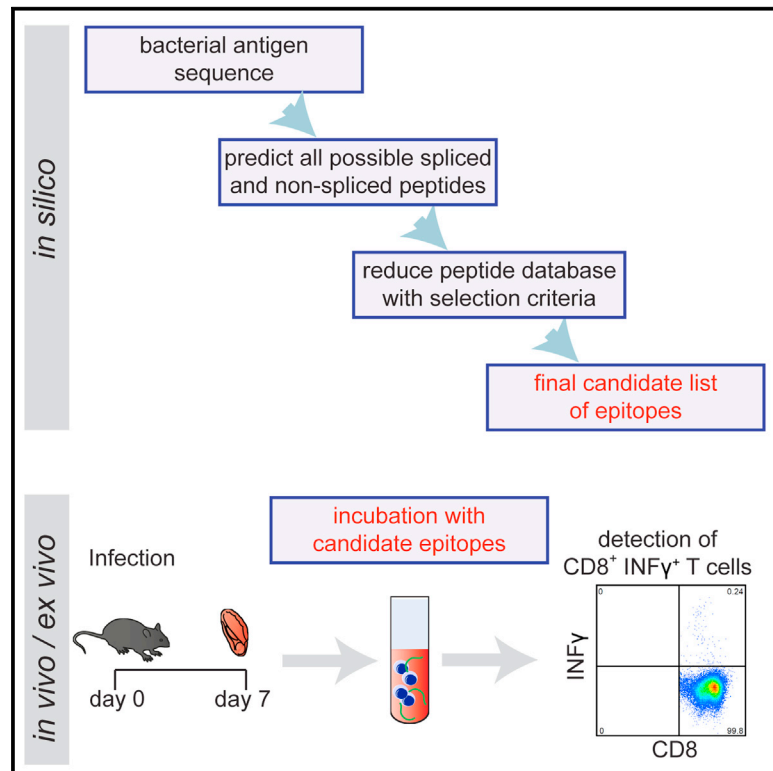 in silico
bacterial antigen
sequence
predict all possible spliced
and non-spliced peptides
reduce peptide database
with selection criteria
final candidate list
of epitopes
in vivo / ex vivo
Infection
day 0
day 7
incubation with
candidate epitopes
detection of
CD8⁺ INFγ⁺ T cells
INFγ
0
0.24
0
99.8
CD8